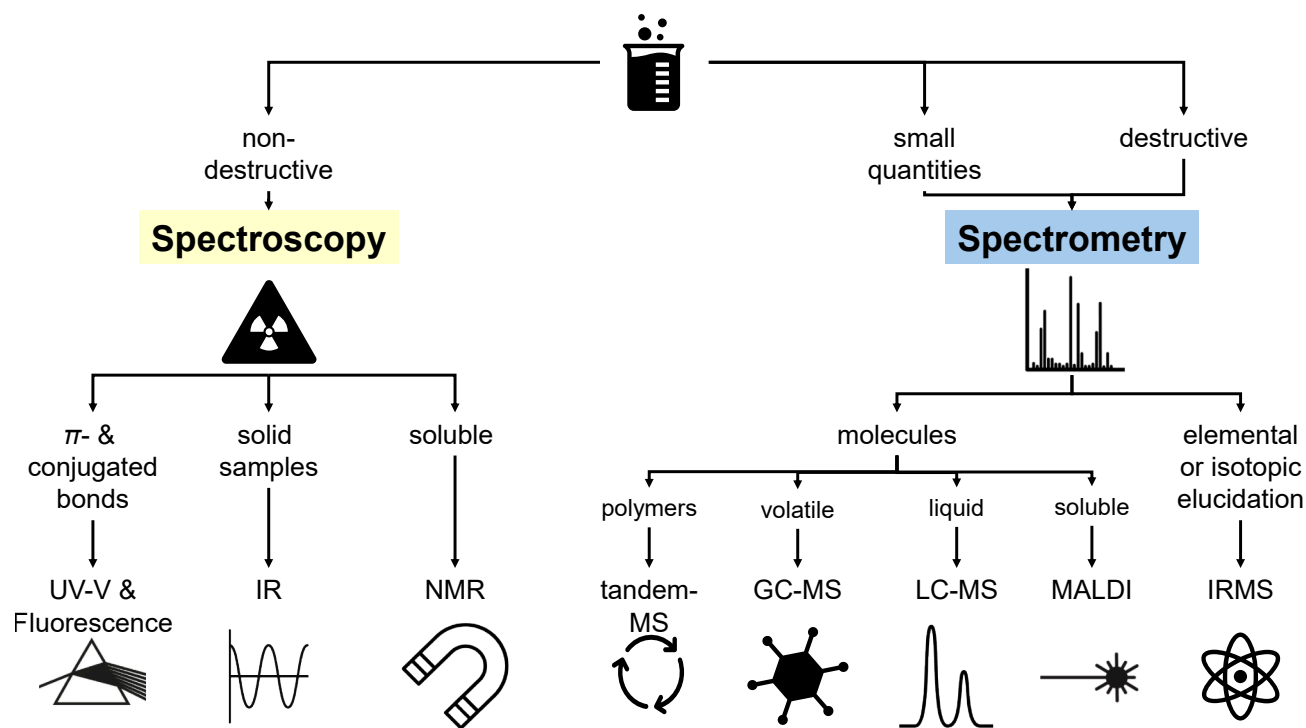 non-
destructive
small
quantities
destructive
Spectroscopy
Spectrometry
π- &
conjugated
bonds
solid
samples
soluble
molecules
elemental
or isotopic
elucidation
polymers
volatile
liquid
soluble
UV-V &
Fluorescence
IR
NMR
tandem-
MS
GC-MS
LC-MS
MALDI
IRMS